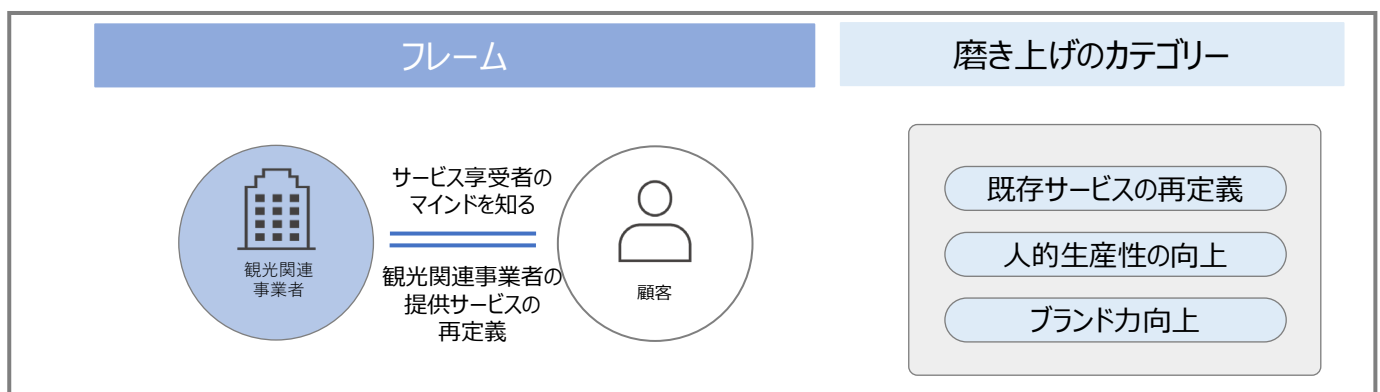 フレーム
磨き上げのカテゴリー
サービス享受者の
マインドを知る
観光関連
事業者
観光関連事業者の
提供サービスの
再定義
顧客
既存サービスの再定義
人的生産性の向上
ブランド力向上